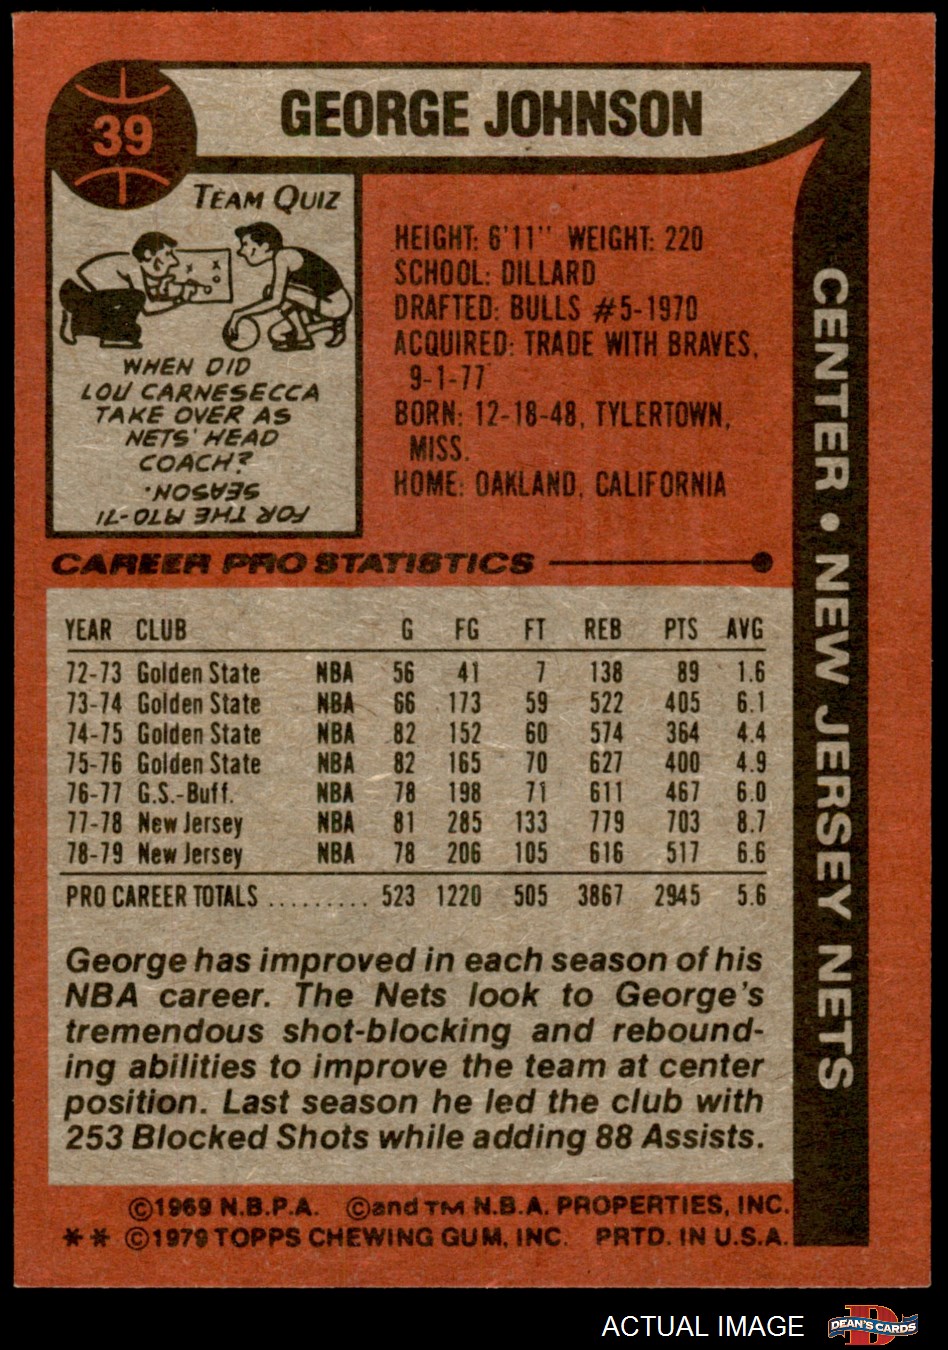 39
GEORGE JOHNSON
TEAM QUIZ
X X
O
WHEN DID
LOU CARNESECCA
TAKE OVER AS
NETS' HEAD
COACH?
FOR THE 1970-71
SEASON.
HEIGHT: 6'11" WEIGHT: 220
SCHOOL: DILLARD
DRAFTED: BULLS #5-1970
ACQUIRED: TRADE WITH BRAVES,
9-1-77
BORN: 12-18-48, TYLERTOWN,
MISS.
HOME: OAKLAND, CALIFORNIA
CENTER • NEW JERSEY NETS
CAREER PRO STATISTICS
YEAR CLUB G FG FT REB PTS AVG
72-73 Golden State NBA 56 41 7 138 89 1.6
73-74 Golden State NBA 66 173 59 522 405 6.1
74-75 Golden State NBA 82 152 60 574 364 4.4
75-76 Golden State NBA 82 165 70 627 400 4.9
76-77 G.S.-Buff. NBA 78 198 71 611 467 6.0
77-78 New Jersey NBA 81 285 133 779 703 8.7
78-79 New Jersey NBA 78 206 105 616 517 6.6
PRO CAREER TOTALS ......... 523 1220 505 3867 2945 5.6
George has improved in each season of his
NBA career. The Nets look to George's
tremendous shot-blocking and rebound-
ing abilities to improve the team at center
position. Last season he led the club with
253 Blocked Shots while adding 88 Assists.
©1969 N.B.P.A. ©and TM N.B.A. PROPERTIES, INC.
** ©1979 TOPPS CHEWING GUM, INC. PRTD. IN U.S.A.
ACTUAL IMAGE
D
DEAN'S CARDS